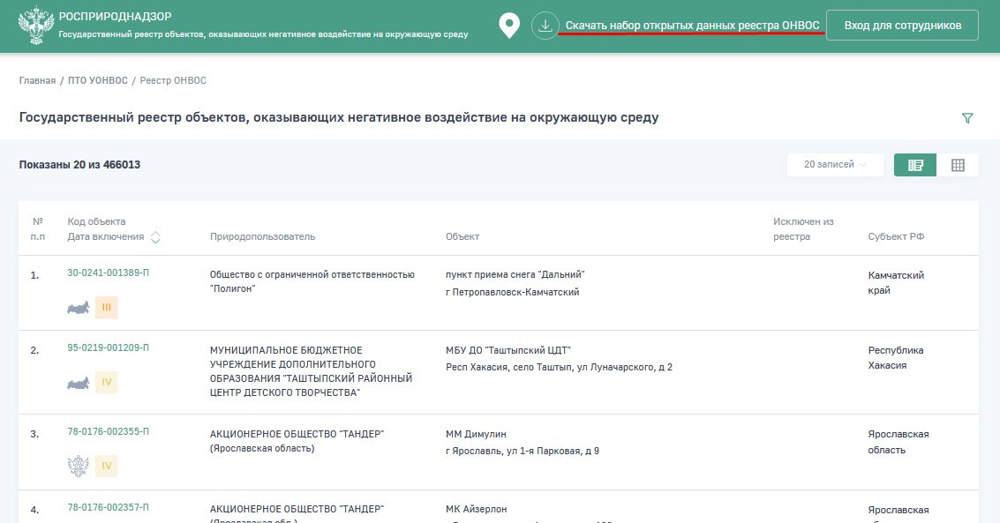 РОСПРИРОДНАДЗОР
Государственный реестр объектов, оказывающих негативное воздействие на окружающую среду
Скачать набор открытых данных реестра ОНВОС
Вход для сотрудников
Главная / ПТО УОНВОС / Реестр ОНВОС
Государственный реестр объектов, оказывающих негативное воздействие на окружающую среду
Показаны 20 из 466013
20 записей
№ п.п
Код объекта
Дата включения
Природопользователь
Объект
Исключен из
реестра
Субъект РФ
1.
30-0241-001389-П
III
Общество с ограниченной ответственностью
"Полигон"
пункт приема снега "Дальний"
г Петропавловск-Камчатский
Камчатский
край
2.
95-0219-001209-П
IV
МУНИЦИПАЛЬНОЕ БЮДЖЕТНОЕ
УЧРЕЖДЕНИЕ ДОПОЛНИТЕЛЬНОГО
ОБРАЗОВАНИЯ "ТАШТЫПСКИЙ РАЙОННЫЙ
ЦЕНТР ДЕТСКОГО ТВОРЧЕСТВА"
МБУ ДО "Таштыпский ЦДТ"
Респ Хакасия, село Таштып, ул Луначарского, д 2
Республика
Хакасия
3.
78-0176-002355-П
IV
АКЦИОНЕРНОЕ ОБЩЕСТВО "ТАНДЕР"
(Ярославская область)
ММ Димулин
г Ярославль, ул 1-я Парковая, д 9
Ярославская
область
4.
78-0176-002357-П
АКЦИОНЕРНОЕ ОБЩЕСТВО "ТАНДЕР"
(Ярославская обл.)
МК Айзерлон
Ярославская